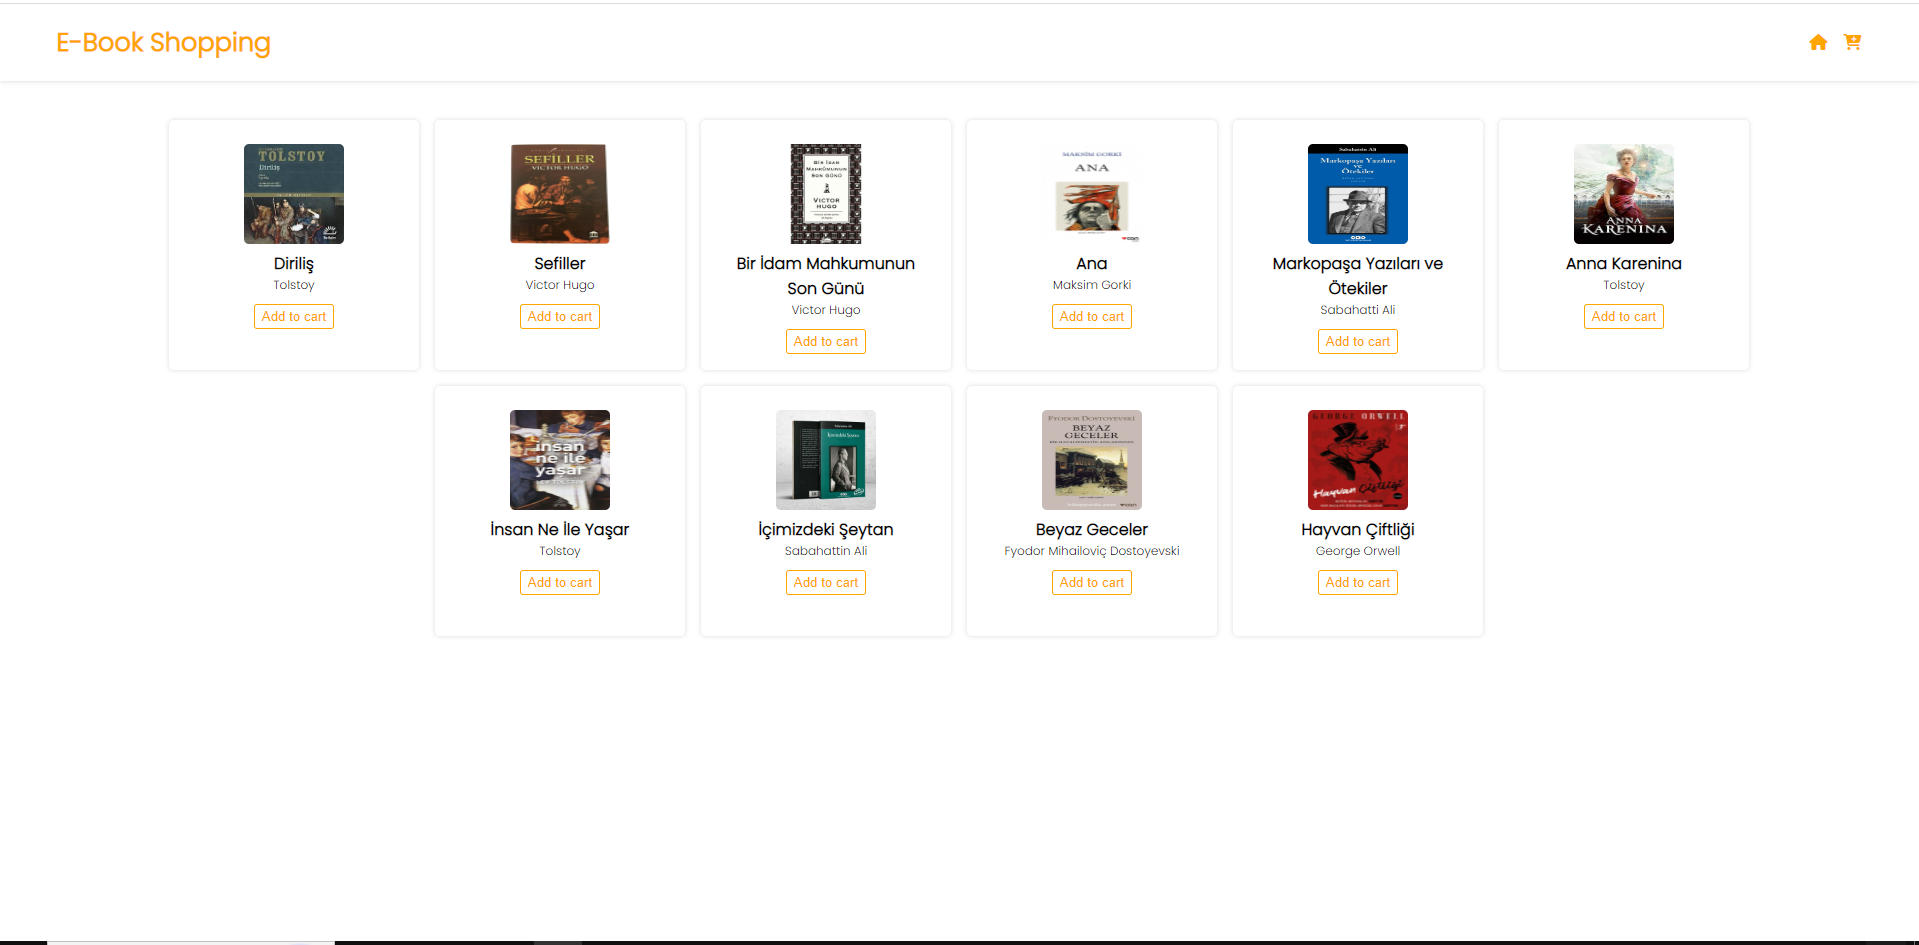 E-Book Shopping
TOLSTOY
Diriliş
SEFİLLER
VICTOR HUGO
BİR İDAM
MAHKÛMUNUN
SON GÜNÜ
VICTOR
HUGO
MAKSİM GORKİ
ANA
Sabahattin Ali
Markopaşa Yazıları
ve
Ötekiler
ANNA
KARENINA
Diriliş
Tolstoy
Add to cart
Sefiller
Victor Hugo
Add to cart
Bir İdam Mahkumunun
Son Günü
Victor Hugo
Add to cart
Ana
Maksim Gorki
Add to cart
Markopaşa Yazıları ve
Ötekiler
Sabahatti Ali
Add to cart
Anna Karenina
Tolstoy
Add to cart
insan
ne ile
yaşar
İçimizdeki Şeytan
FYODOR DOSTOYEVSKİ
BEYAZ
GECELER
GEORGE ORWELL
Hayvan Çiftliği
İnsan Ne İle Yaşar
Tolstoy
Add to cart
İçimizdeki Şeytan
Sabahattin Ali
Add to cart
Beyaz Geceler
Fyodor Mihailoviç Dostoyevski
Add to cart
Hayvan Çiftliği
George Orwell
Add to cart